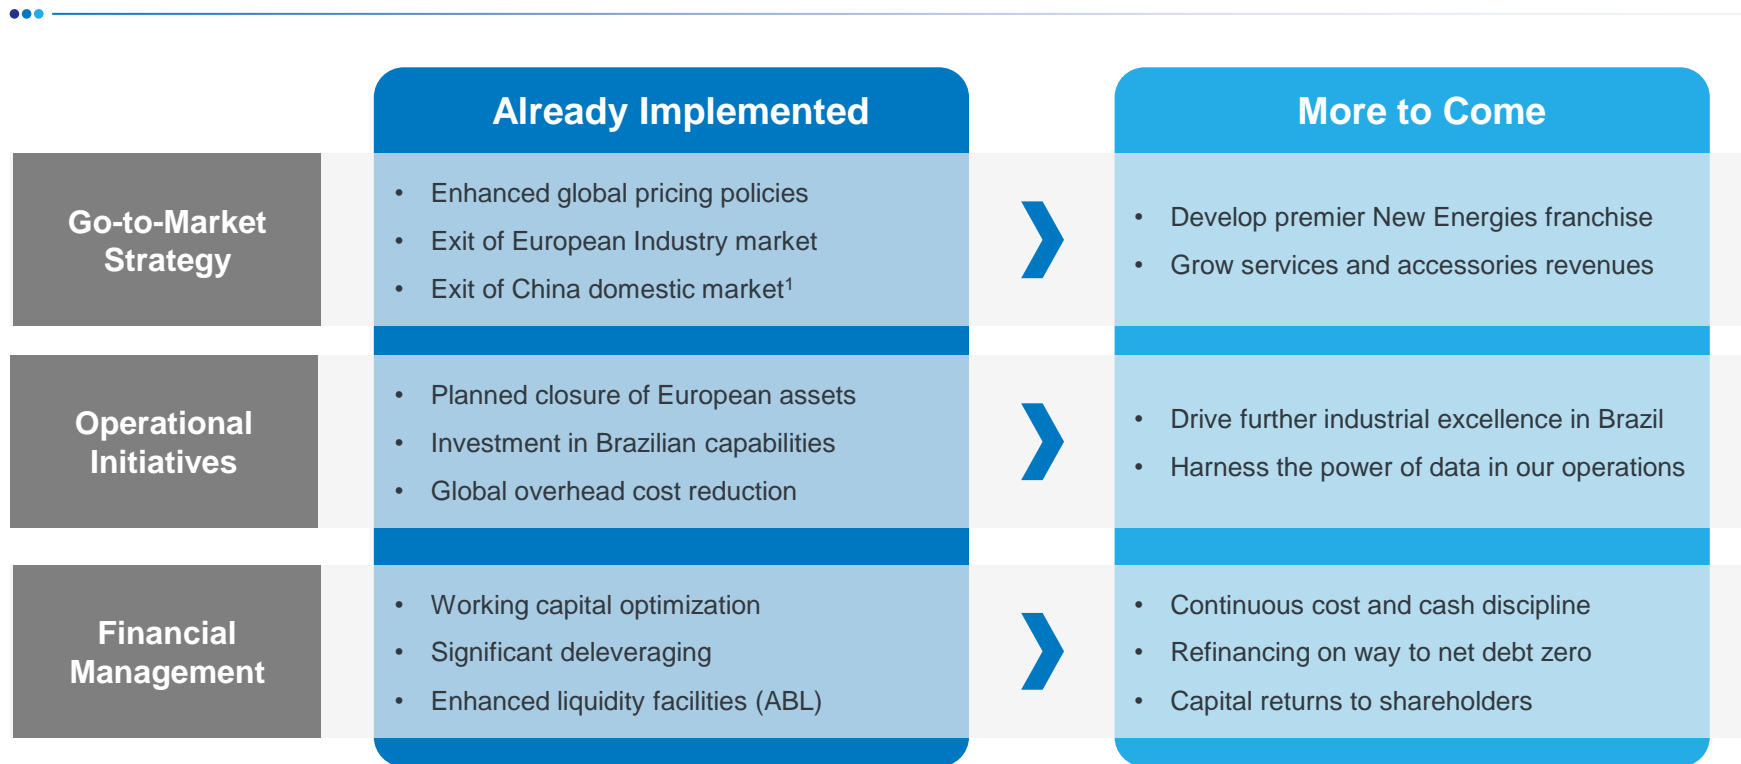 Already Implemented
More to Come
Go-to-Market
Strategy
• Enhanced global pricing policies
• Exit of European Industry market
• Exit of China domestic market¹
• Develop premier New Energies franchise
• Grow services and accessories revenues
Operational
Initiatives
• Planned closure of European assets
• Investment in Brazilian capabilities
• Global overhead cost reduction
• Drive further industrial excellence in Brazil
• Harness the power of data in our operations
Financial
Management
• Working capital optimization
• Significant deleveraging
• Enhanced liquidity facilities (ABL)
• Continuous cost and cash discipline
• Refinancing on way to net debt zero
• Capital returns to shareholders